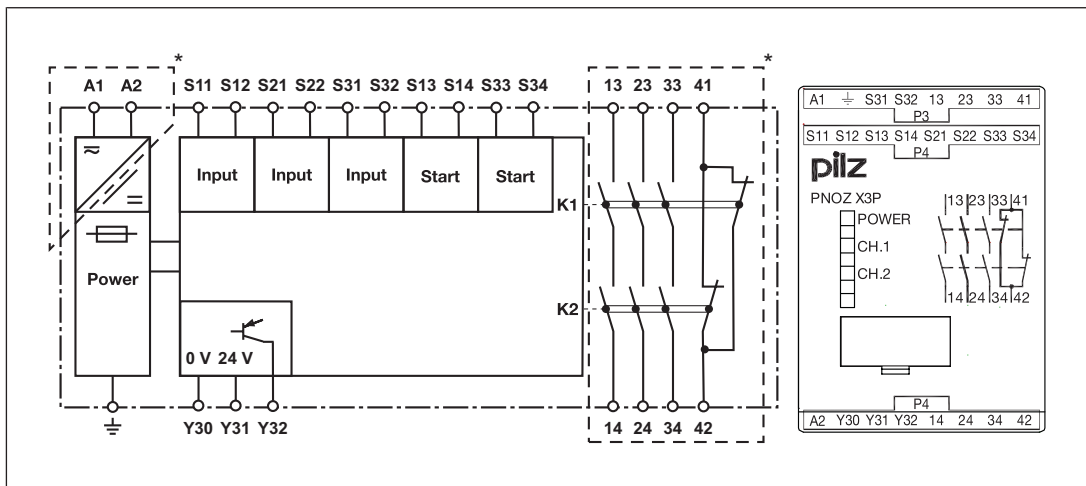 * *
A1 A2 S11 S12 S21 S22 S31 S32 S13 S14 S33 S34 13 23 33 41
Input Input Input Start Start
K1
Power
K2
0 V 24 V
Y30 Y31 Y32 14 24 34 42
A1 ⏚ S31 S32 13 23 33 41
P3
S11 S12 S13 S14 S21 S22 S33 S34
P4
pilz
PNOZ X3P
13 23 33 41
POWER
CH.1
CH.2
14 24 34 42
P4
A2 Y30 Y31 Y32 14 24 34 42